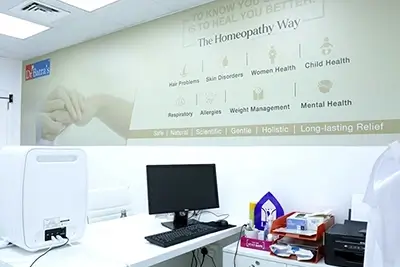 TO KNOW YOU
IS TO HEAL YOU BETTER.
The Homeopathy Way
Dr Batra's
Hair Problems
Skin Disorders
Women Health
Child Health
Respiratory
Allergies
Weight Management
Mental Health
Safe | Natural | Scientific | Gentle | Holistic | Long-lasting Relief